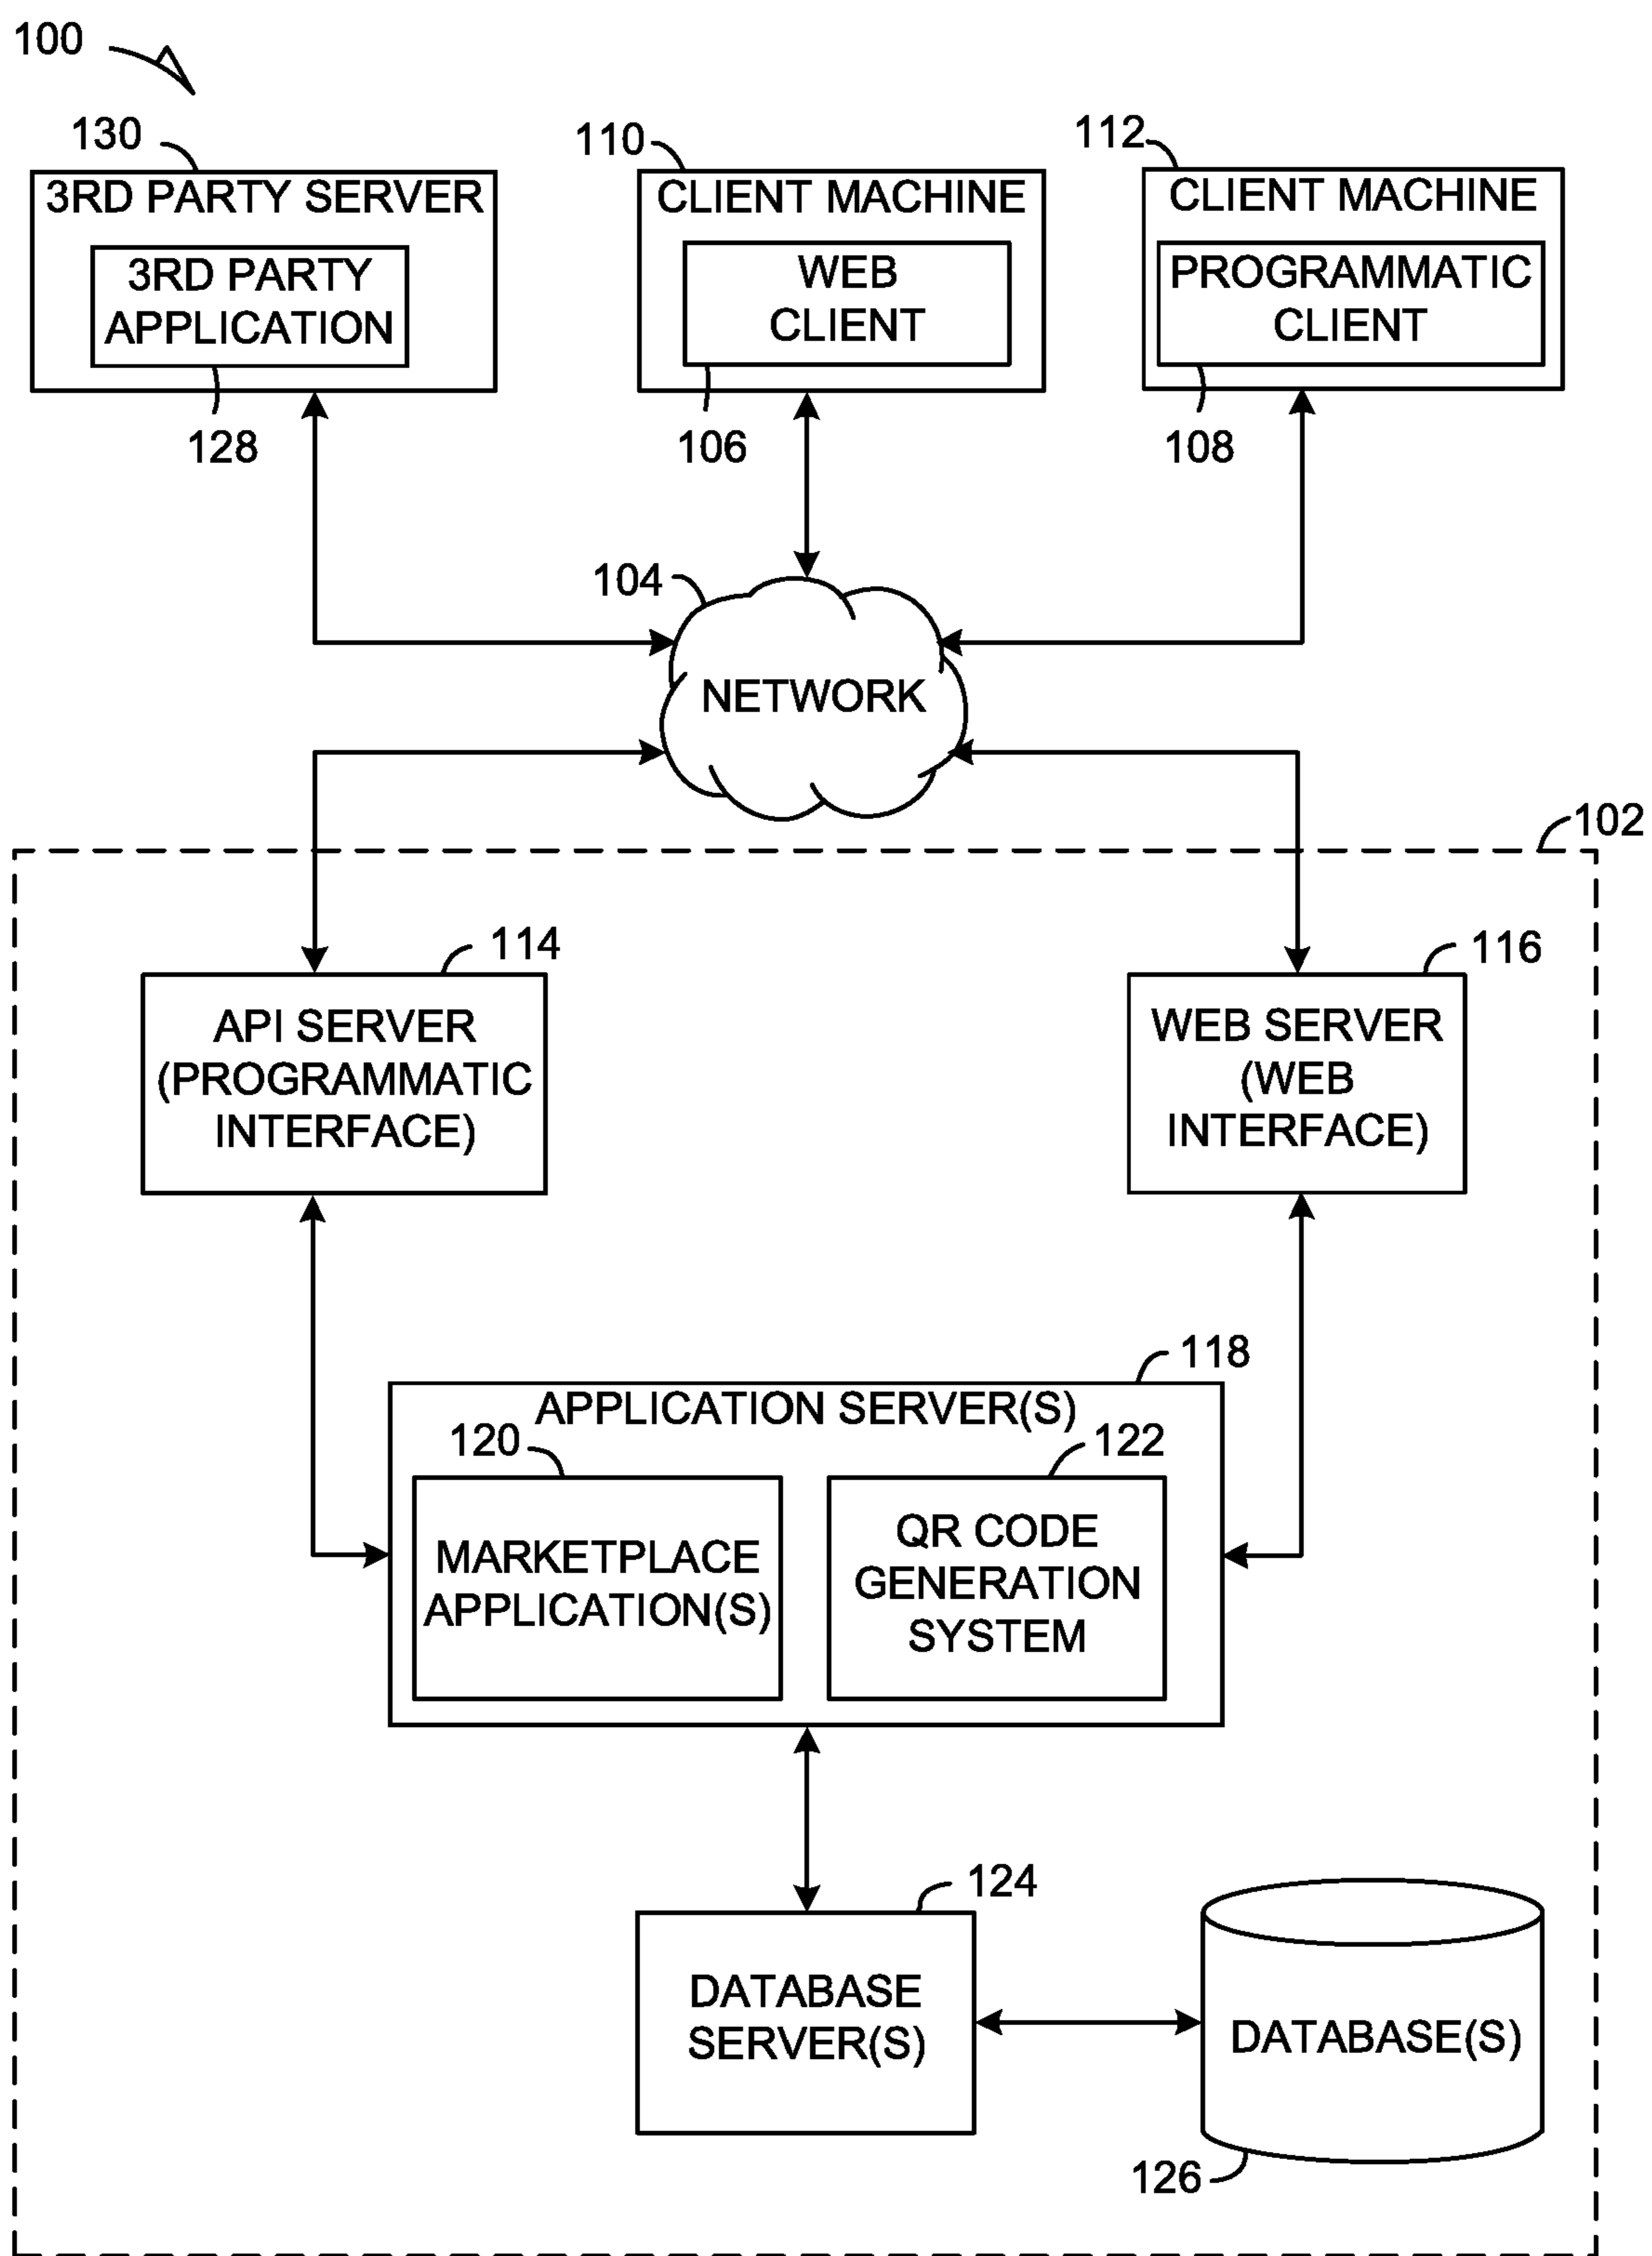 100
130
110
112
3RD PARTY SERVER
3RD PARTY
APPLICATION
128
CLIENT MACHINE
WEB
CLIENT
106
CLIENT MACHINE
PROGRAMMATIC
CLIENT
108
104
NETWORK
102
114
API SERVER
(PROGRAMMATIC
INTERFACE)
116
WEB SERVER
(WEB
INTERFACE)
118
APPLICATION SERVER(S)
120
MARKETPLACE
APPLICATION(S)
122
QR CODE
GENERATION
SYSTEM
124
DATABASE
SERVER(S)
DATABASE(S)
126